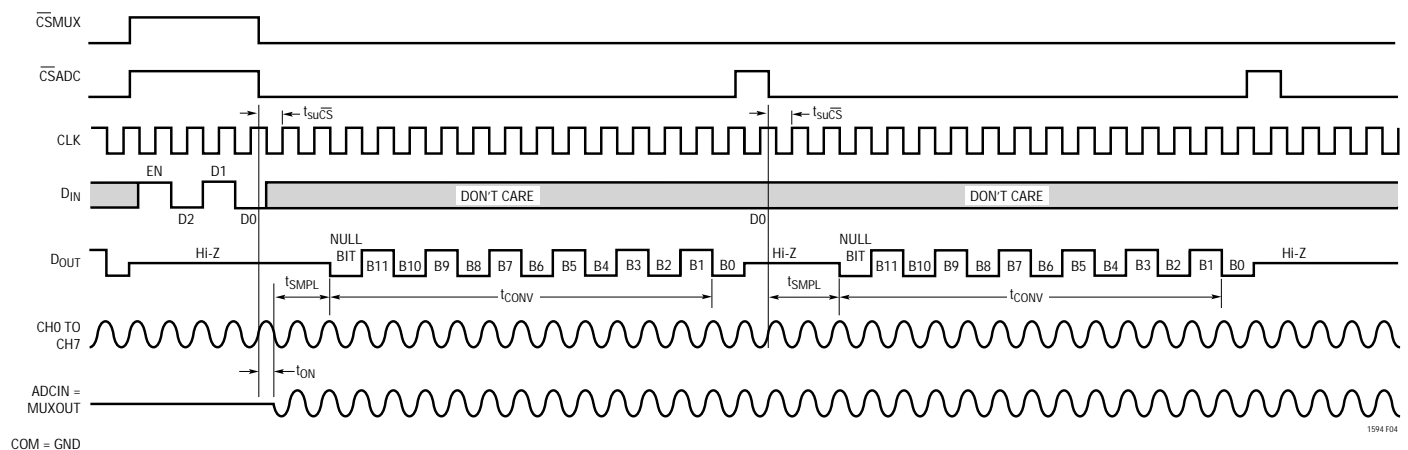 CSMUX
CSADC
tsuCS
tsuCS
CLK
EN
D1
DIN
DON'T CARE
DON'T CARE
D2
D0
D0
NULL
BIT
NULL
BIT
Hi-Z
Hi-Z
Hi-Z
DOUT
B11 B10 B9 B8 B7 B6 B5 B4 B3 B2 B1 B0
B11 B10 B9 B8 B7 B6 B5 B4 B3 B2 B1 B0
tSMPL
tCONV
tSMPL
tCONV
CH0 TO
CH7
tON
ADCIN =
MUXOUT
1594 F04
COM = GND